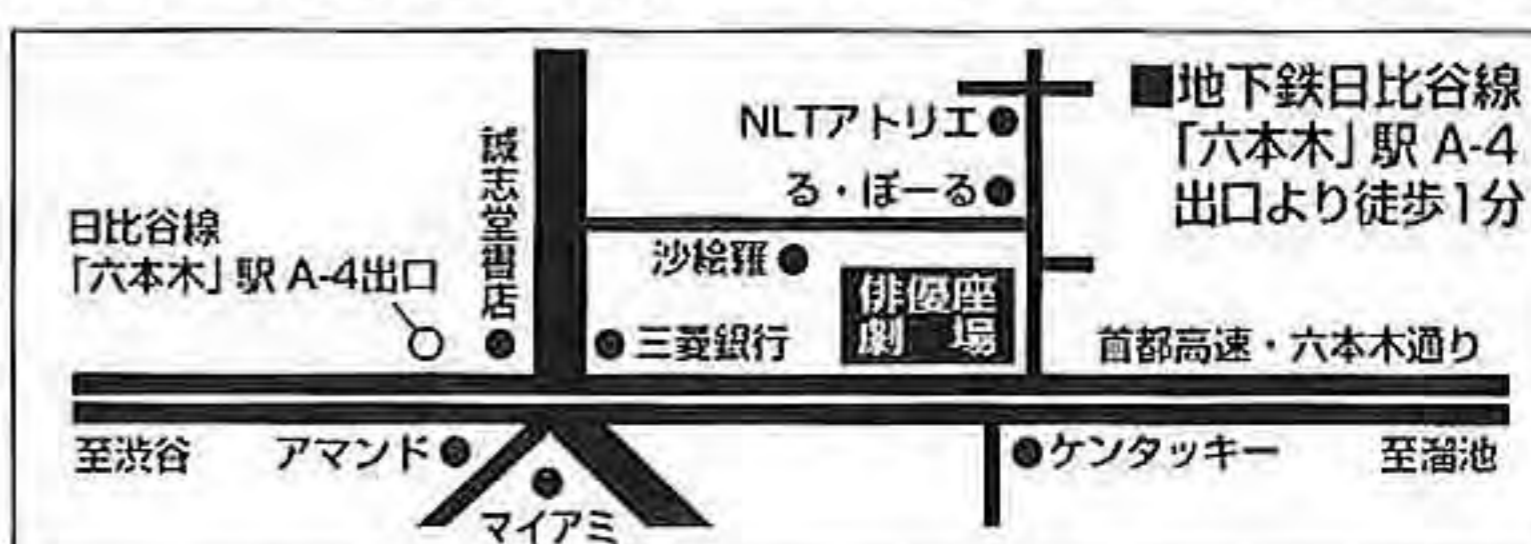 ■地下鉄日比谷線
「六本木」駅 A-4
出口より徒歩1分
NLTアトリエ
る・ぽーる
誠志堂書店
日比谷線
「六本木」駅 A-4出口
沙絵羅
俳優座
劇場
三菱銀行
首都高速・六本木通り
至渋谷
アマンド
マイアミ
ケンタッキー
至溜池